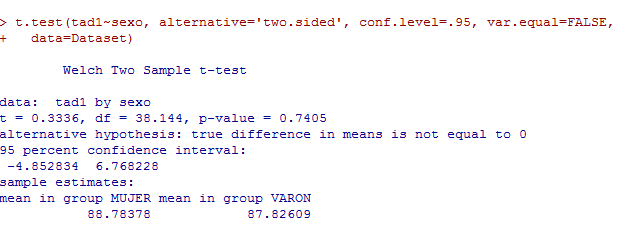 > t.test(tad1~sexo, alternative='two.sided', conf.level=.95, var.equal=FALSE,
+   data=Dataset)
Welch Two Sample t-test
data:  tad1 by sexo
t = 0.3336, df = 38.144, p-value = 0.7405
alternative hypothesis: true difference in means is not equal to 0
95 percent confidence interval:
-4.852834  6.768228
sample estimates:
mean in group MUJER mean in group VARON
88.78378            87.82609